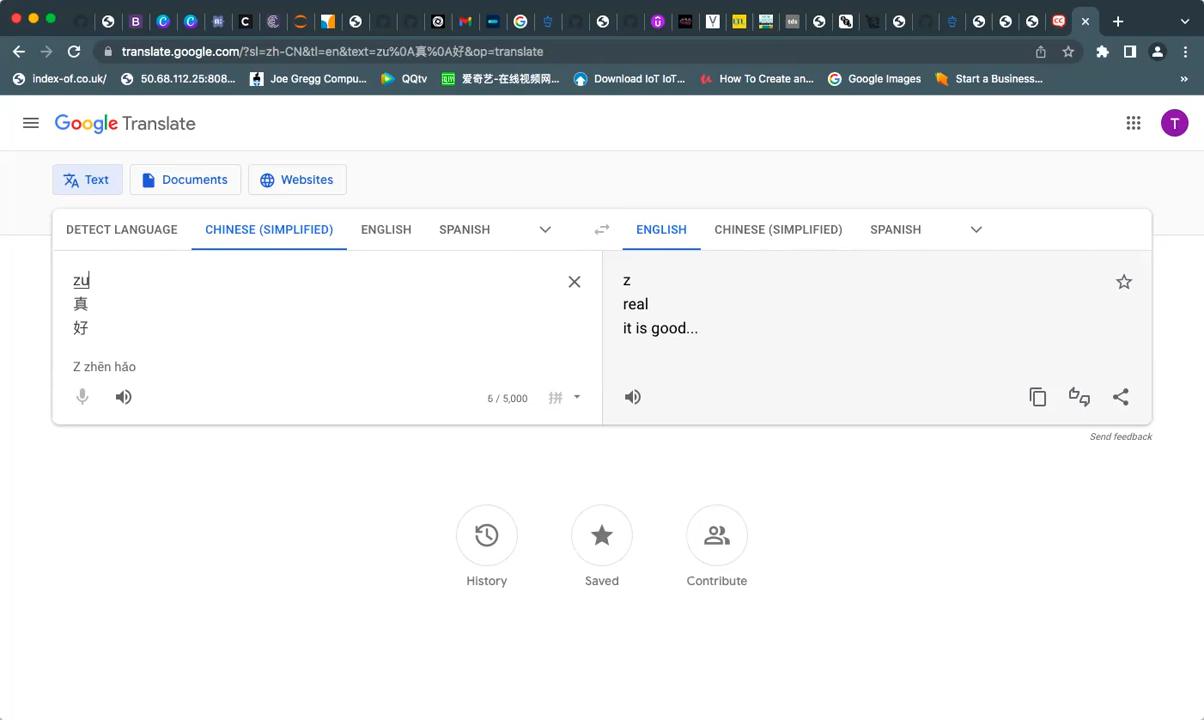 translate.google.com/?sl=zh-CN&tl=en&text=zu%0A真%0A好&op=translate
index-of.co.uk/ 50.68.112.25:808... Joe Gregg Compu... QQtv 爱奇艺-在线视频网... Download IoT IoT... How To Create an... Google Images Start a Business... »
Google Translate T
Text Documents Websites
DETECT LANGUAGE CHINESE (SIMPLIFIED) ENGLISH SPANISH ENGLISH CHINESE (SIMPLIFIED) SPANISH
zu
真
好
Z zhēn hǎo
6 / 5,000 拼
z
real
it is good...
Send feedback
History Saved Contribute